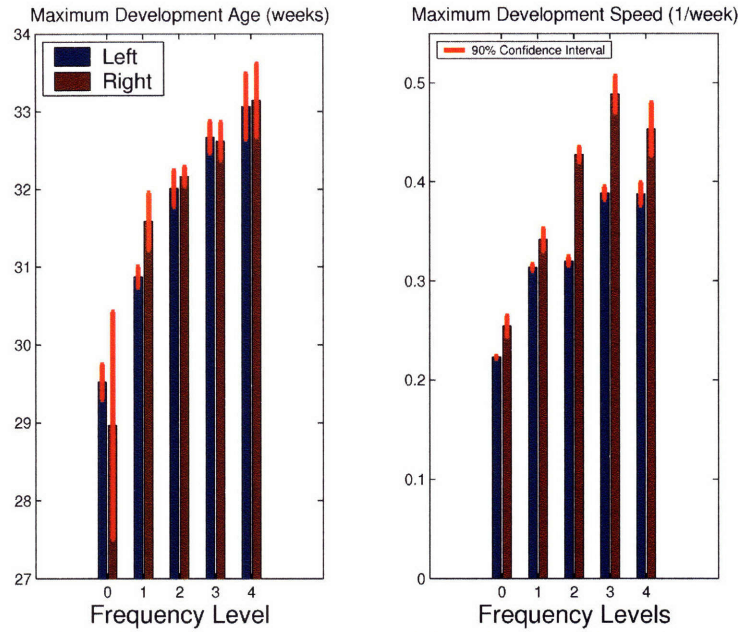 Maximum Development Age (weeks)
34
33
32
31
30
29
28
27
Left
Right
0 1 2 3 4
Frequency Level
Maximum Development Speed (1/week)
90% Confidence Interval
0.5
0.4
0.3
0.2
0.1
0
0 1 2 3 4
Frequency Levels